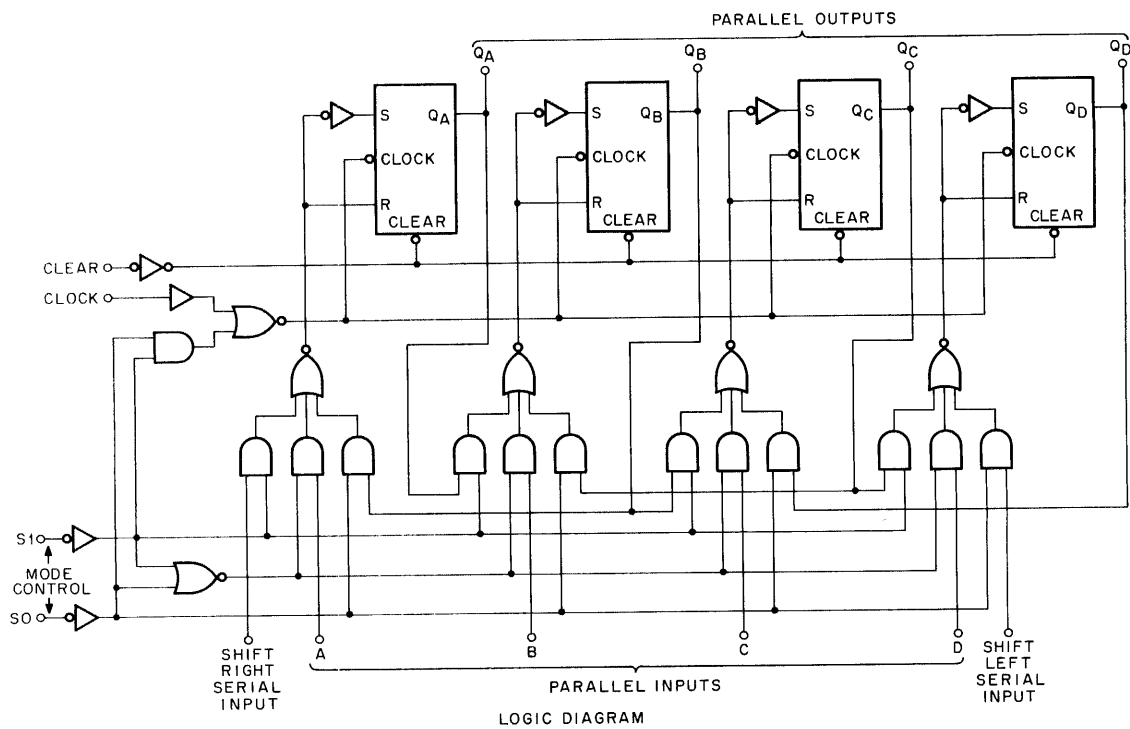 PARALLEL OUTPUTS
QA QB QC QD
S QA S QB S QC S QD
CLOCK CLOCK CLOCK CLOCK
R R R R
CLEAR CLEAR CLEAR CLEAR
CLEAR
CLOCK
S1
MODE
CONTROL
S0
SHIFT
RIGHT
SERIAL
INPUT
A B C D
SHIFT
LEFT
SERIAL
INPUT
PARALLEL INPUTS
LOGIC DIAGRAM